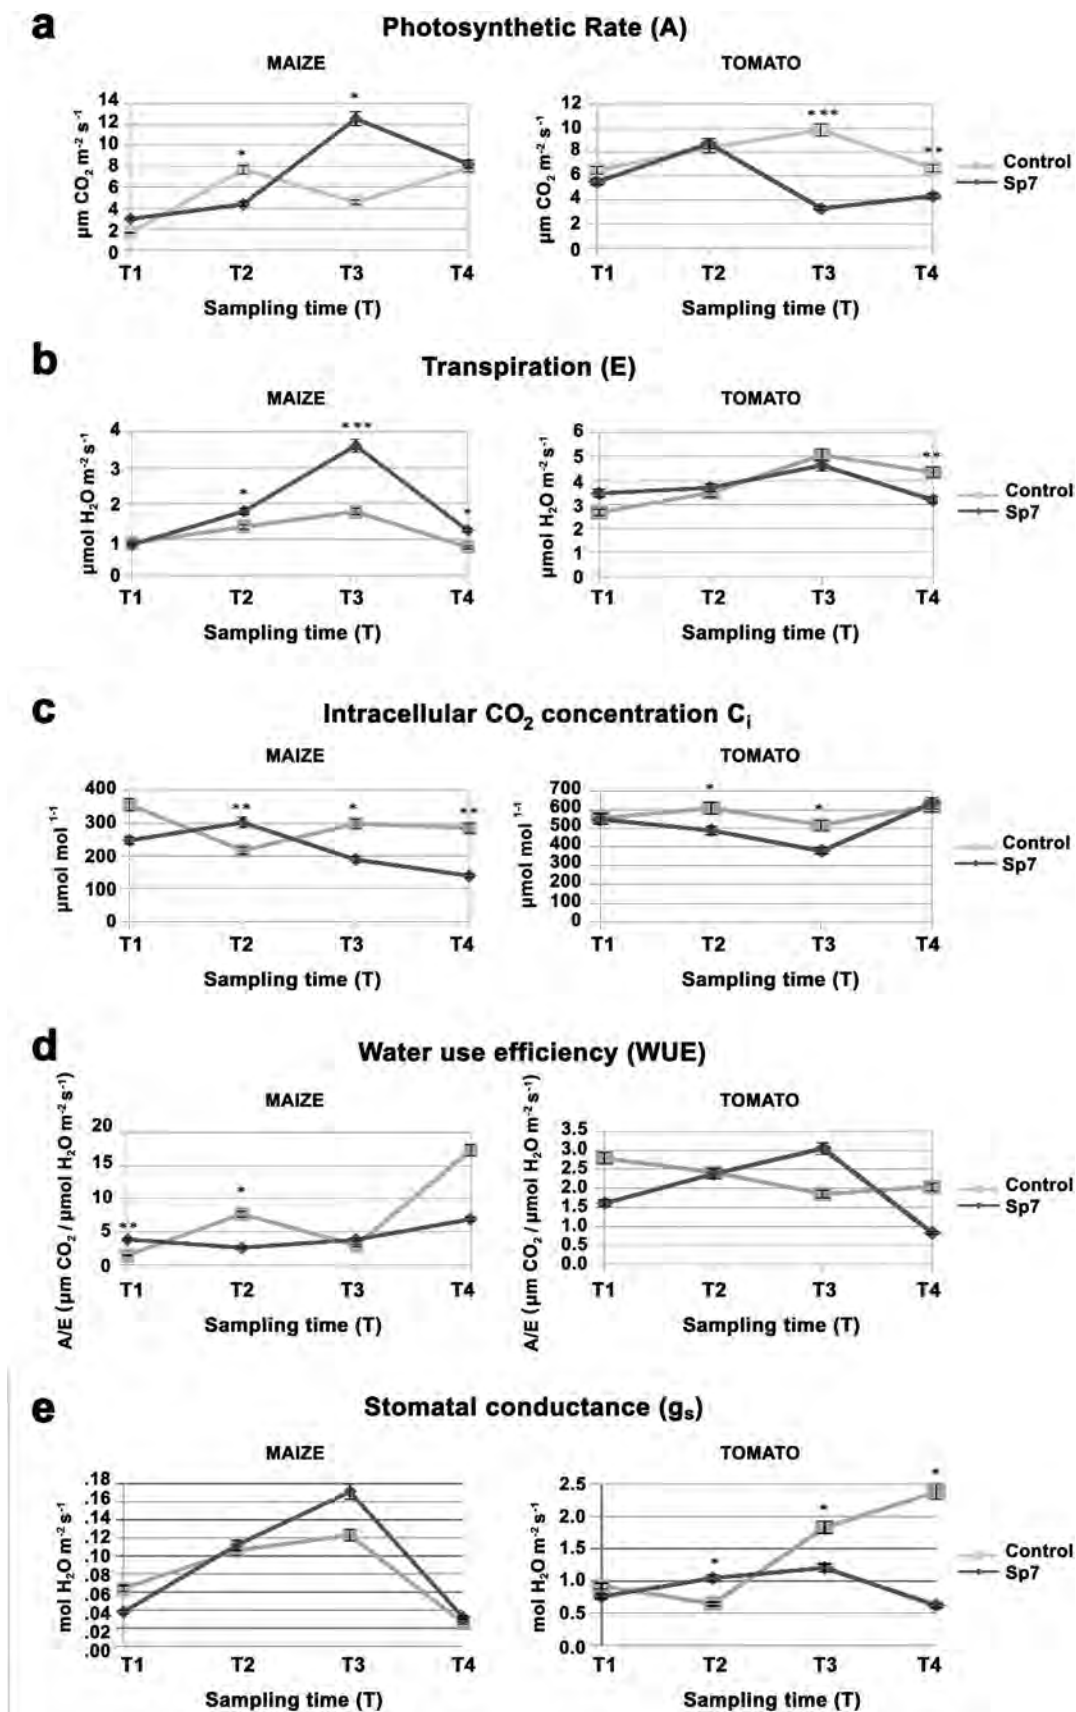 a
Photosynthetic Rate (A)
MAIZE
TOMATO
µm CO₂ m⁻² s⁻¹
14
12
10
8
6
4
2
0
*
*
T1 T2 T3 T4
Sampling time (T)
µm CO₂ m⁻² s⁻¹
12
10
8
6
4
2
0
***
**
T1 T2 T3 T4
Sampling time (T)
Control
Sp7
b
Transpiration (E)
MAIZE
TOMATO
µmol H₂O m⁻² s⁻¹
4
3
2
1
0
*
***
*
T1 T2 T3 T4
Sampling time (T)
µmol H₂O m⁻² s⁻¹
6
5
4
3
2
1
0
**
T1 T2 T3 T4
Sampling time (T)
Control
Sp7
c
Intracellular CO₂ concentration Cᵢ
MAIZE
TOMATO
µmol mol ¹⁻¹
400
300
200
100
0
**
*
**
T1 T2 T3 T4
Sampling time (T)
µmol mol ¹⁻¹
700
600
500
400
300
200
100
0
*
*
T1 T2 T3 T4
Sampling time (T)
Control
Sp7
d
Water use efficiency (WUE)
MAIZE
TOMATO
A/E (µm CO₂ / µmol H₂O m⁻² s⁻¹)
20
15
10
5
0
**
*
T1 T2 T3 T4
Sampling time (T)
A/E (µm CO₂ / µmol H₂O m⁻² s⁻¹)
3.5
3.0
2.5
2.0
1.5
1.0
0.5
0.0
T1 T2 T3 T4
Sampling time (T)
Control
Sp7
e
Stomatal conductance (gₛ)
MAIZE
TOMATO
mol H₂O m⁻² s⁻¹
.18
.16
.14
.12
.10
.08
.06
.04
.02
.00
T1 T2 T3 T4
Sampling time (T)
mol H₂O m⁻² s⁻¹
2.5
2.0
1.5
1.0
0.5
0.0
*
*
*
T1 T2 T3 T4
Sampling time (T)
Control
Sp7